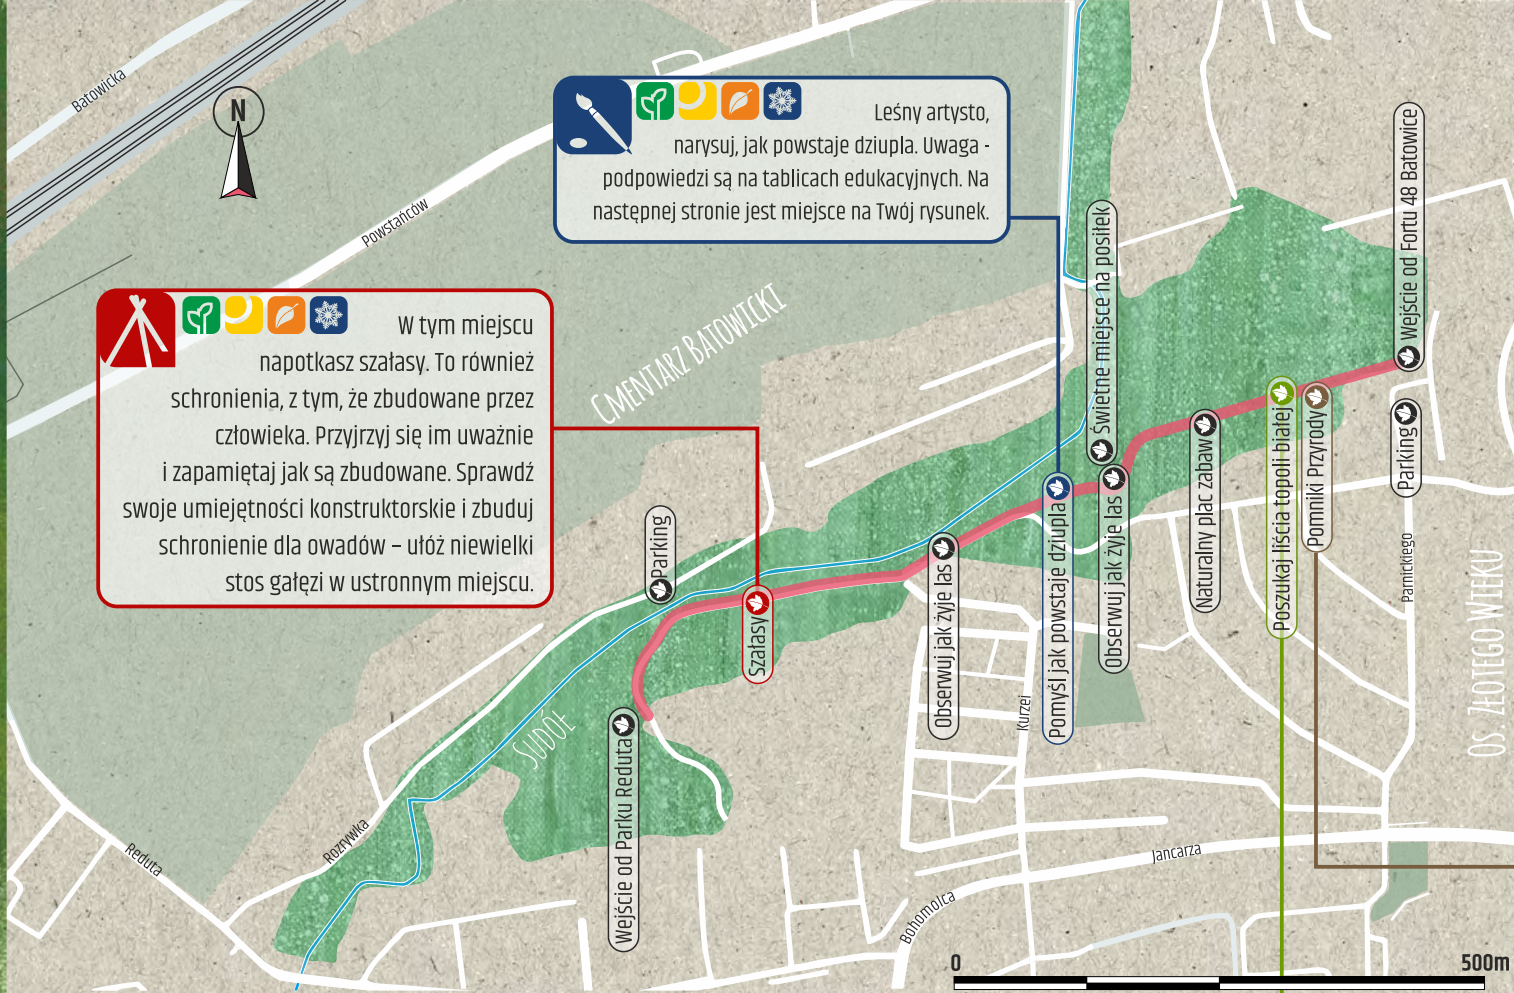 Batowicka
N
Powstańców
Leśny artysto,
narysuj, jak powstaje dziupla. Uwaga -
podpowiedzi są na tablicach edukacyjnych. Na
następnej stronie jest miejsce na Twój rysunek.
W tym miejscu
napotkasz szałasy. To również
schronienia, z tym, że zbudowane przez
człowieka. Przyjrzyj się im uważnie
i zapamiętaj jak są zbudowane. Sprawdź
swoje umiejętności konstruktorskie i zbuduj
schronienie dla owadów – ułóż niewielki
stos gałęzi w ustronnym miejscu.
Cmentarz Batowicki
Świetne miejsce na posiłek
Wejście od Fortu 48 Batowice
Parking
Szałasy
Wejście od Parku Reduta
Obserwuj jak żyje las
Pomyśl jak powstaje dziupla
Obserwuj jak żyje las
Naturalny plac zabaw
Poszukaj liścia topoli białej
Pomniki Przyrody
Parking
Parnickiego
Os. Złotego Wieku
Sudół
Kurzei
Rozrywka
Reduta
Jancarza
Bohomolca
0
500m